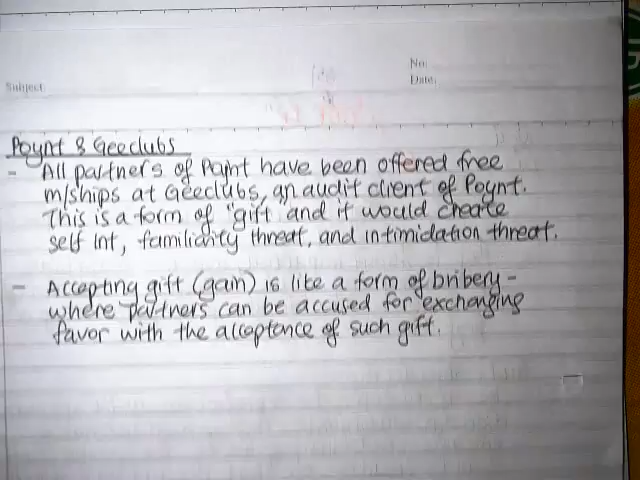 No:
Subject:
Date:
Poynt & Geeclubs
- All partners of Paynt have been offered free
m/ships at Geeclubs, an audit client of Poynt.
This is a form of "gift" and it would create
self Int, familiarity threat, and intimidation threat.
- Accepting gift (gain) is like a form of bribery -
where partners can be accused for exchanging
favor with the acceptance of such gift.